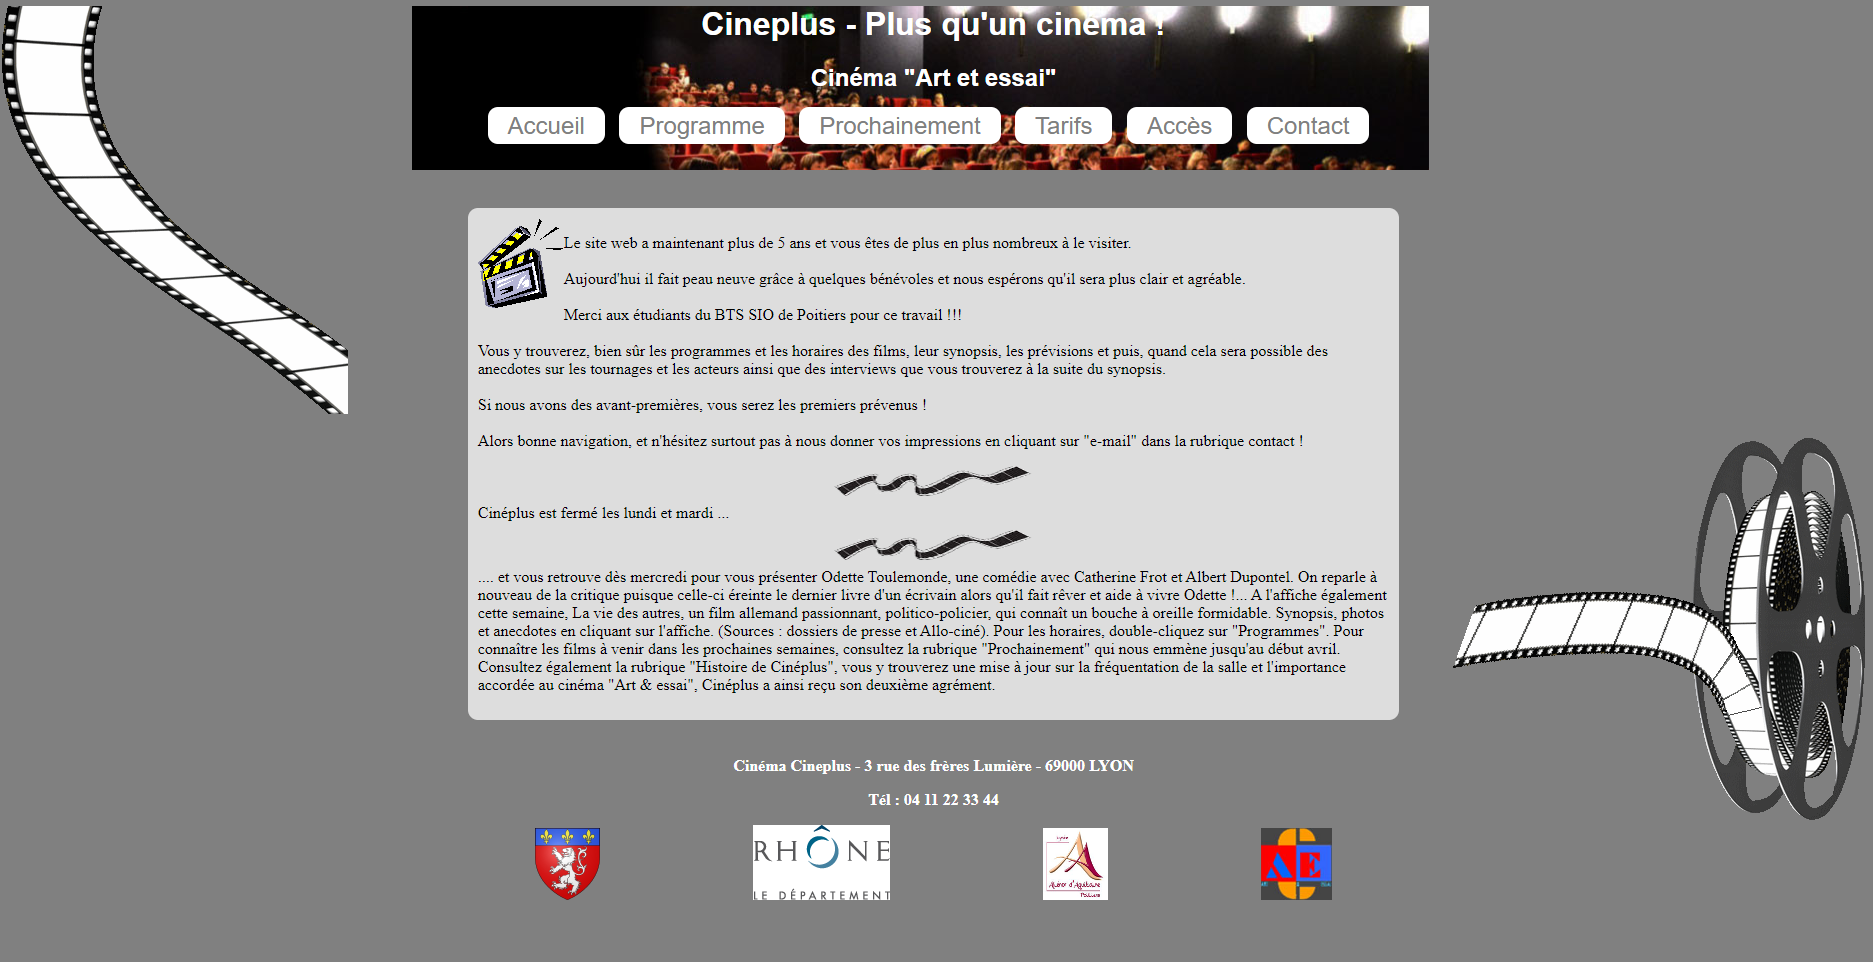 Cineplus - Plus qu'un cinéma !
Cinéma "Art et essai"
Accueil
Programme
Prochainement
Tarifs
Accès
Contact
Le site web a maintenant plus de 5 ans et vous êtes de plus en plus nombreux à le visiter.
Aujourd'hui il fait peau neuve grâce à quelques bénévoles et nous espérons qu'il sera plus clair et agréable.
Merci aux étudiants du BTS SIO de Poitiers pour ce travail !!!
Vous y trouverez, bien sûr les programmes et les horaires des films, leur synopsis, les prévisions et puis, quand cela sera possible des
anecdotes sur les tournages et les acteurs ainsi que des interviews que vous trouverez à la suite du synopsis.
Si nous avons des avant-premières, vous serez les premiers prévenus !
Alors bonne navigation, et n'hésitez surtout pas à nous donner vos impressions en cliquant sur "e-mail" dans la rubrique contact !
Cinéplus est fermé les lundi et mardi ...
.... et vous retrouve dès mercredi pour vous présenter Odette Toulemonde, une comédie avec Catherine Frot et Albert Dupontel. On reparle à
nouveau de la critique puisque celle-ci éreinte le dernier livre d'un écrivain alors qu'il fait rêver et aide à vivre Odette !... A l'affiche également
cette semaine, La vie des autres, un film allemand passionnant, politico-policier, qui connaît un bouche à oreille formidable. Synopsis, photos
et anecdotes en cliquant sur l'affiche. (Sources : dossiers de presse et Allo-ciné). Pour les horaires, double-cliquez sur "Programmes". Pour
connaître les films à venir dans les prochaines semaines, consultez la rubrique "Prochainement" qui nous emmène jusqu'au début avril.
Consultez également la rubrique "Histoire de Cinéplus", vous y trouverez une mise à jour sur la fréquentation de la salle et l'importance
accordée au cinéma "Art & essai", Cinéplus a ainsi reçu son deuxième agrément.
Cinéma Cineplus - 3 rue des frères Lumière - 69000 LYON
Tél : 04 11 22 33 44
RHÔNE
LE DÉPARTEMENT
Lycée
Aliénor d'Aquitaine
Poitiers
AE